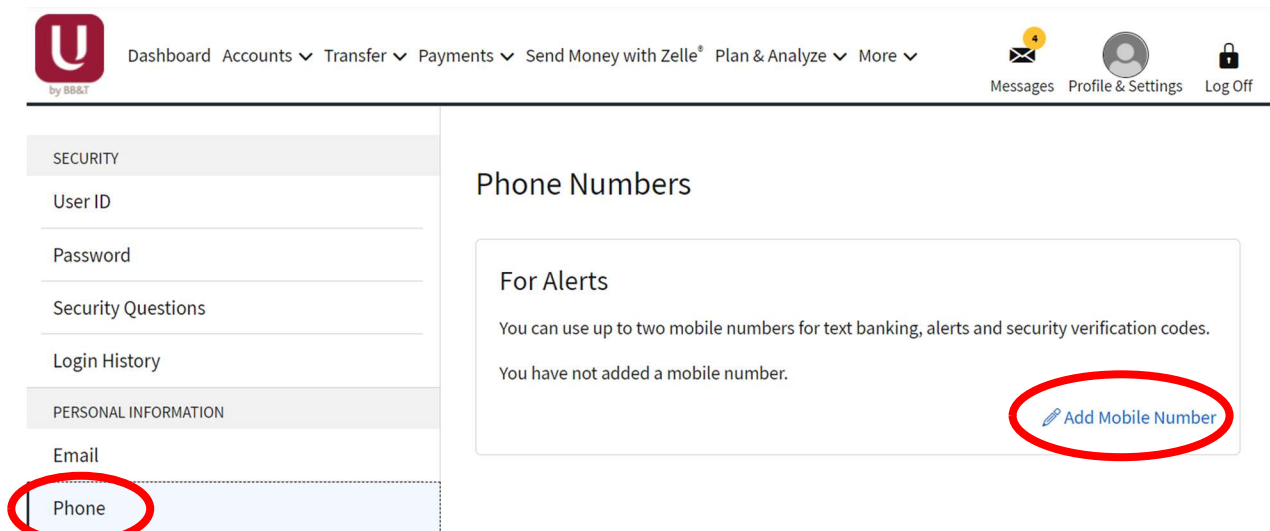 U
by BB&T
Dashboard Accounts Transfer Payments Send Money with Zelle® Plan & Analyze More
4
Messages Profile & Settings Log Off
SECURITY
User ID
Password
Security Questions
Login History
PERSONAL INFORMATION
Email
Phone
Phone Numbers
For Alerts
You can use up to two mobile numbers for text banking, alerts and security verification codes.
You have not added a mobile number.
Add Mobile Number